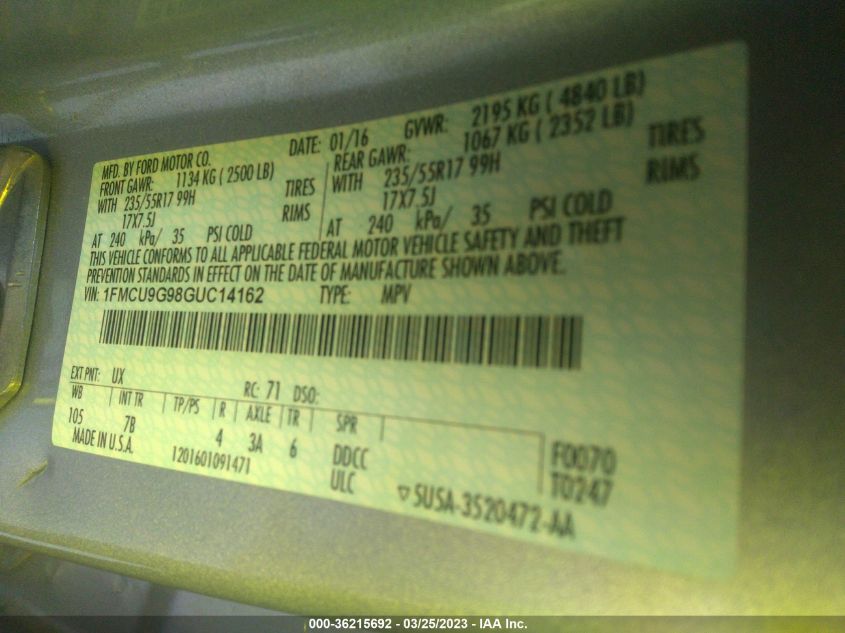 MFD. BY FORD MOTOR CO. DATE: 01/16 GVWR: 2195 KG ( 4840 LB)
FRONT GAWR: 1134 KG ( 2500 LB) REAR GAWR: 1067 KG ( 2352 LB)
WITH 235/55R17 99H TIRES WITH 235/55R17 99H TIRES
17X7.5J RIMS 17X7.5J RIMS
AT 240 kPa/ 35 PSI COLD AT 240 kPa/ 35 PSI COLD
THIS VEHICLE CONFORMS TO ALL APPLICABLE FEDERAL MOTOR VEHICLE SAFETY AND THEFT
PREVENTION STANDARDS IN EFFECT ON THE DATE OF MANUFACTURE SHOWN ABOVE.
VIN: 1FMCU9G98GUC14162 TYPE: MPV
EXT PNT: UX RC: 71 DSO:
WB INT TR TP/PS R AXLE TR SPR
105 7B 4 3A 6 DDCC F0070
MADE IN U.S.A. 1201601091471 ULC T0247
▽5USA-3520472-AA
000-36215692 - 03/25/2023 - IAA Inc.